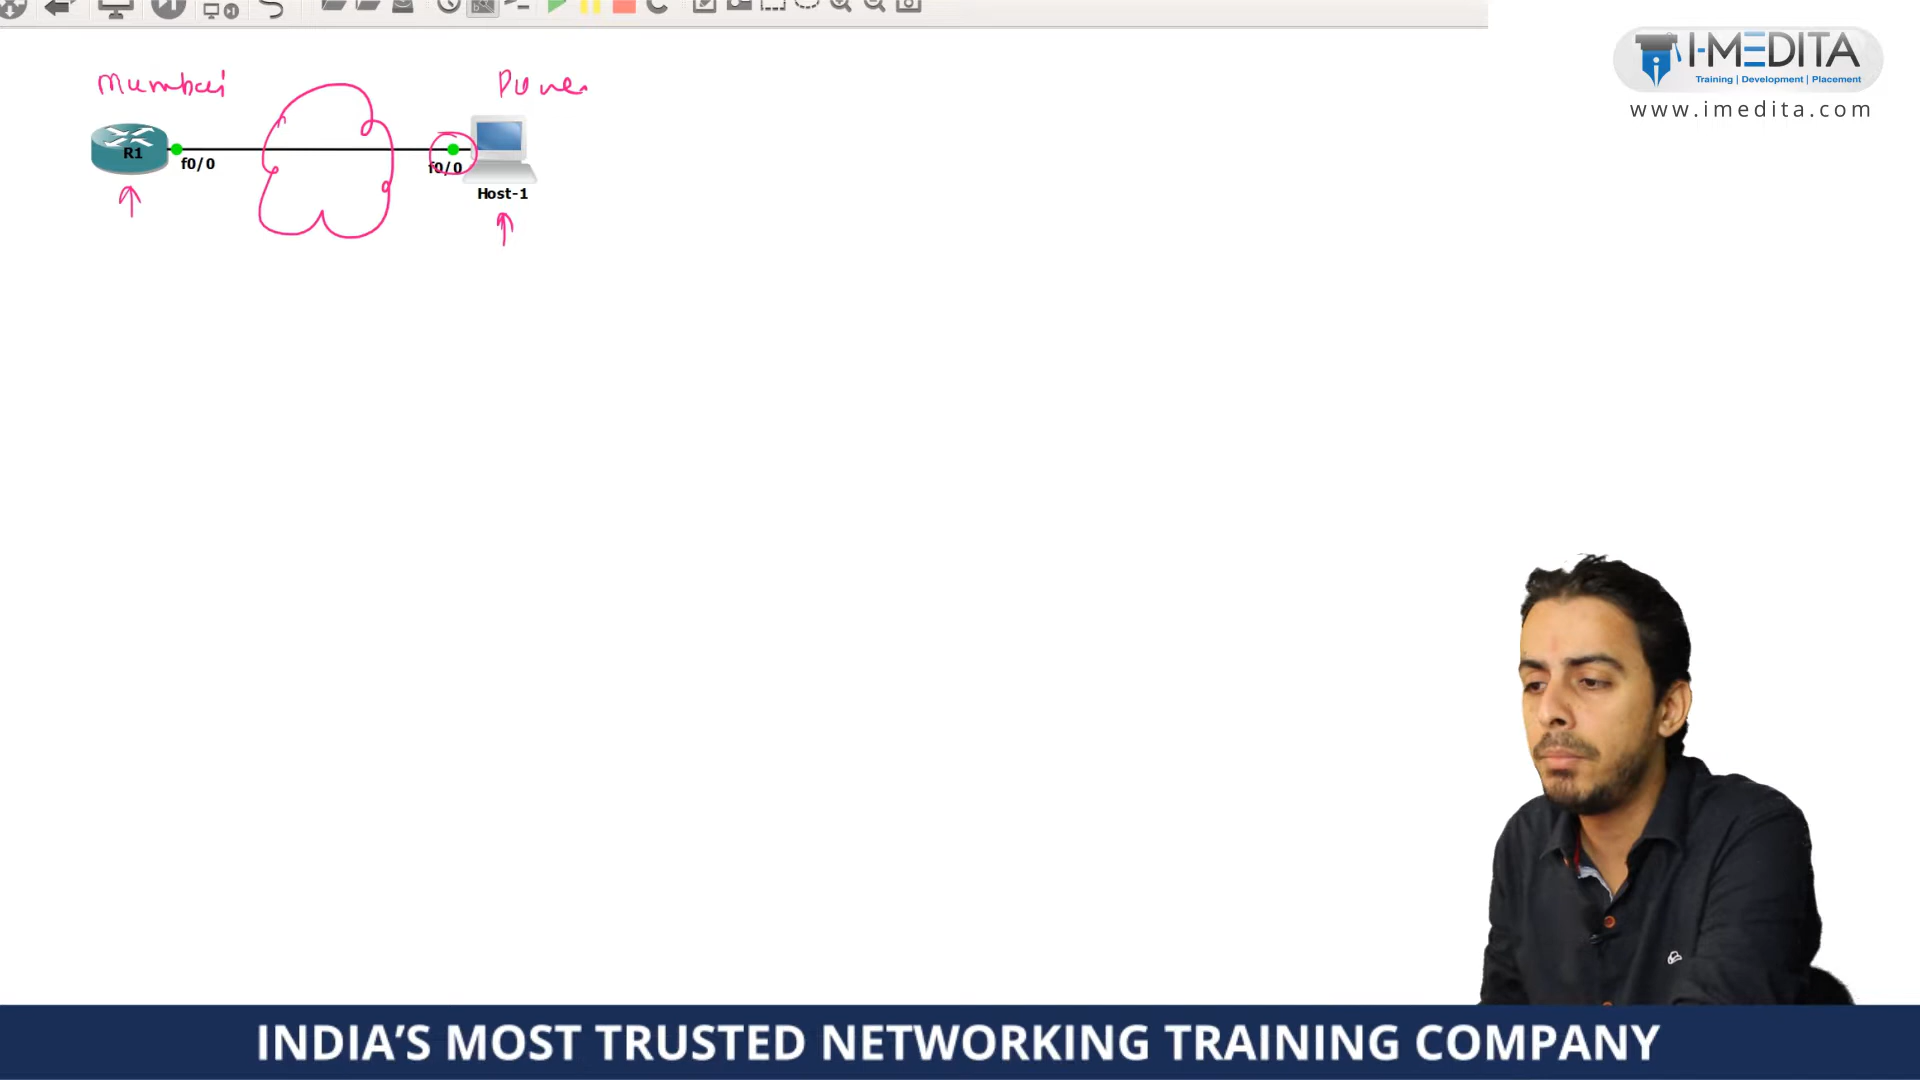 I-MEDITA
Training | Development | Placement
www.imedita.com
Mumbai
Pune
R1
f0/0
f0/0
Host-1
INDIA'S MOST TRUSTED NETWORKING TRAINING COMPANY